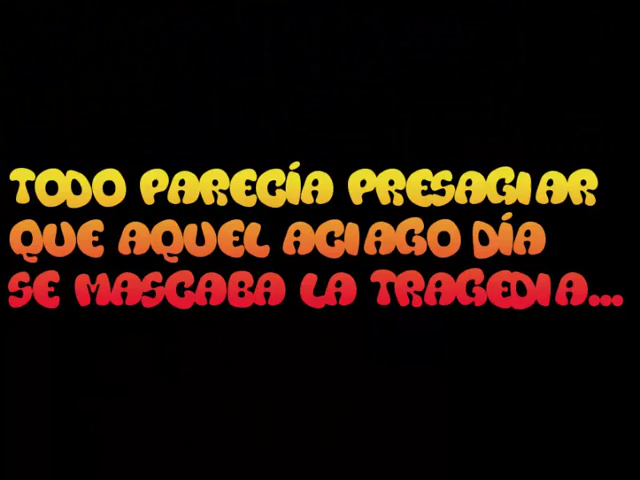 TODO PARECÍA PRESAGIAR
QUE AQUEL ACIAGO DÍA
SE MASCABA LA TRAGEDIA...